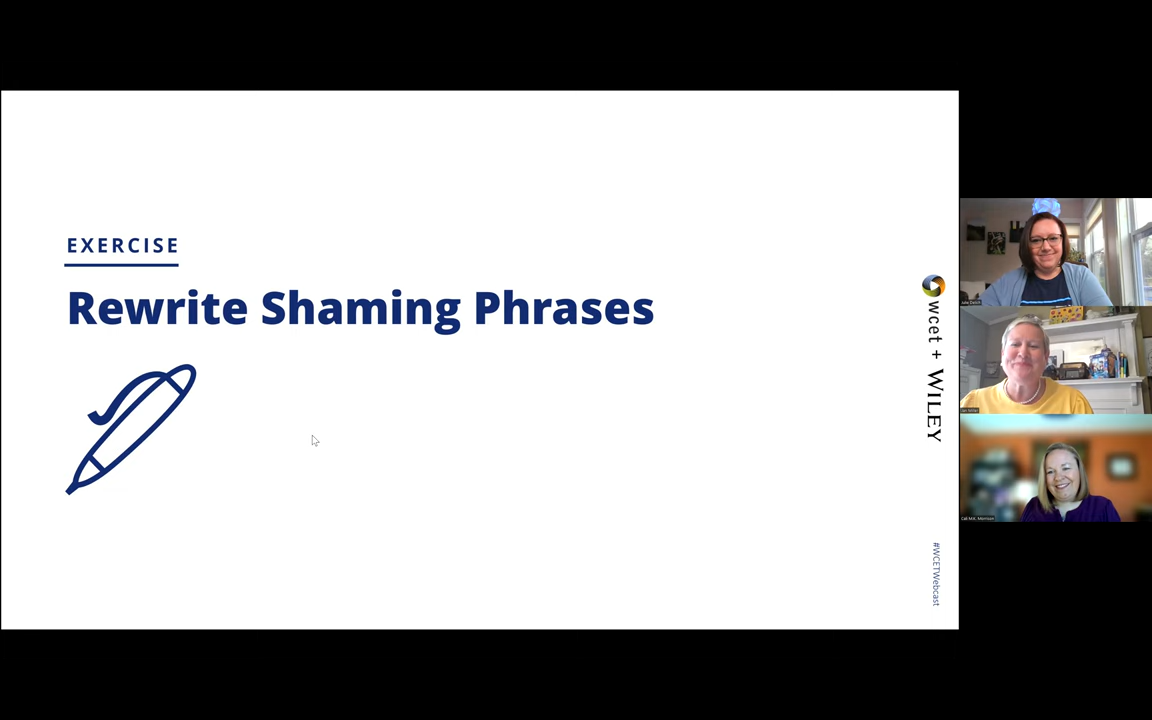 EXERCISE
Rewrite Shaming Phrases
wcet + WILEY
#WCETWebcast